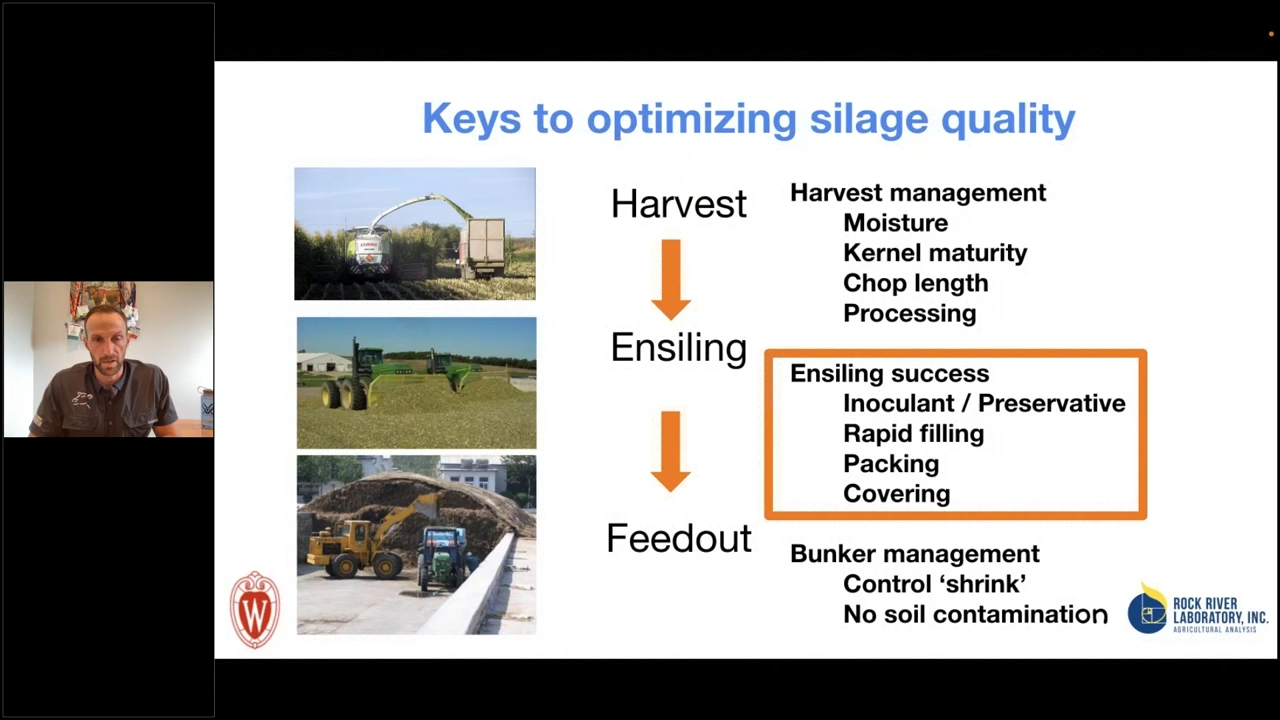 Keys to optimizing silage quality
Harvest
Ensiling
Feedout
Harvest management
Moisture
Kernel maturity
Chop length
Processing
Ensiling success
Inoculant / Preservative
Rapid filling
Packing
Covering
Bunker management
Control ‘shrink’
No soil contamination
W
ROCK RIVER
LABORATORY, INC.
AGRICULTURAL ANALYSIS